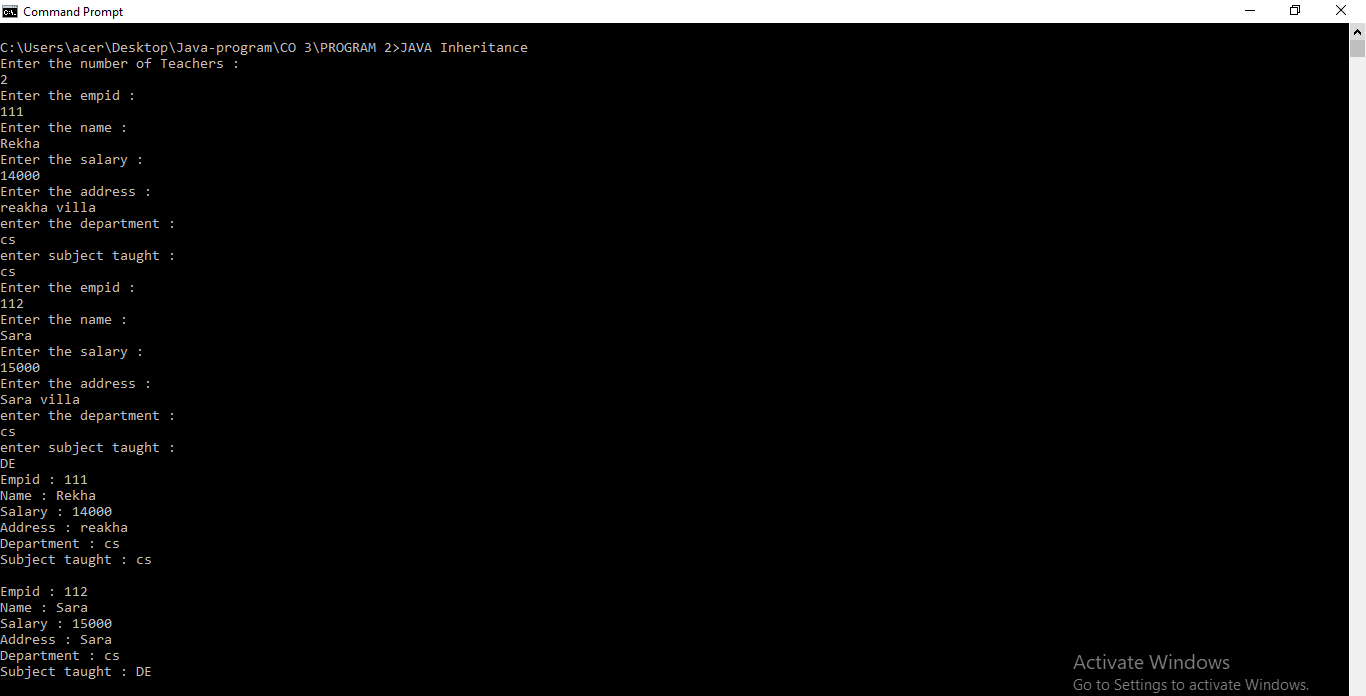 Command Prompt
C:\Users\acer\Desktop\Java-program\CO 3\PROGRAM 2>JAVA Inheritance
Enter the number of Teachers :
2
Enter the empid :
111
Enter the name :
Rekha
Enter the salary :
14000
Enter the address :
reakha villa
enter the department :
cs
enter subject taught :
cs
Enter the empid :
112
Enter the name :
Sara
Enter the salary :
15000
Enter the address :
Sara villa
enter the department :
cs
enter subject taught :
DE
Empid : 111
Name : Rekha
Salary : 14000
Address : reakha
Department : cs
Subject taught : cs
Empid : 112
Name : Sara
Salary : 15000
Address : Sara
Department : cs
Subject taught : DE
Activate Windows
Go to Settings to activate Windows.